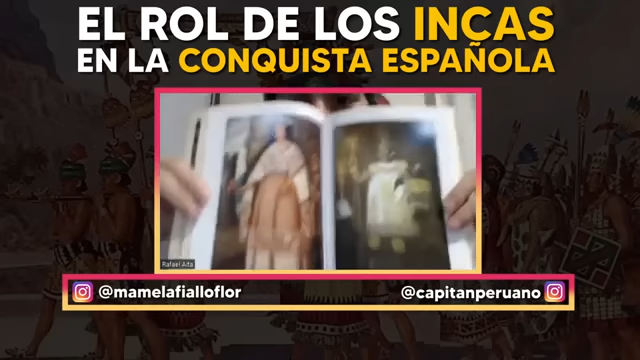 EL ROL DE LOS INCAS
EN LA CONQUISTA ESPAÑOLA
Rafael Aita
@mamelafialloflor
@capitanperuano